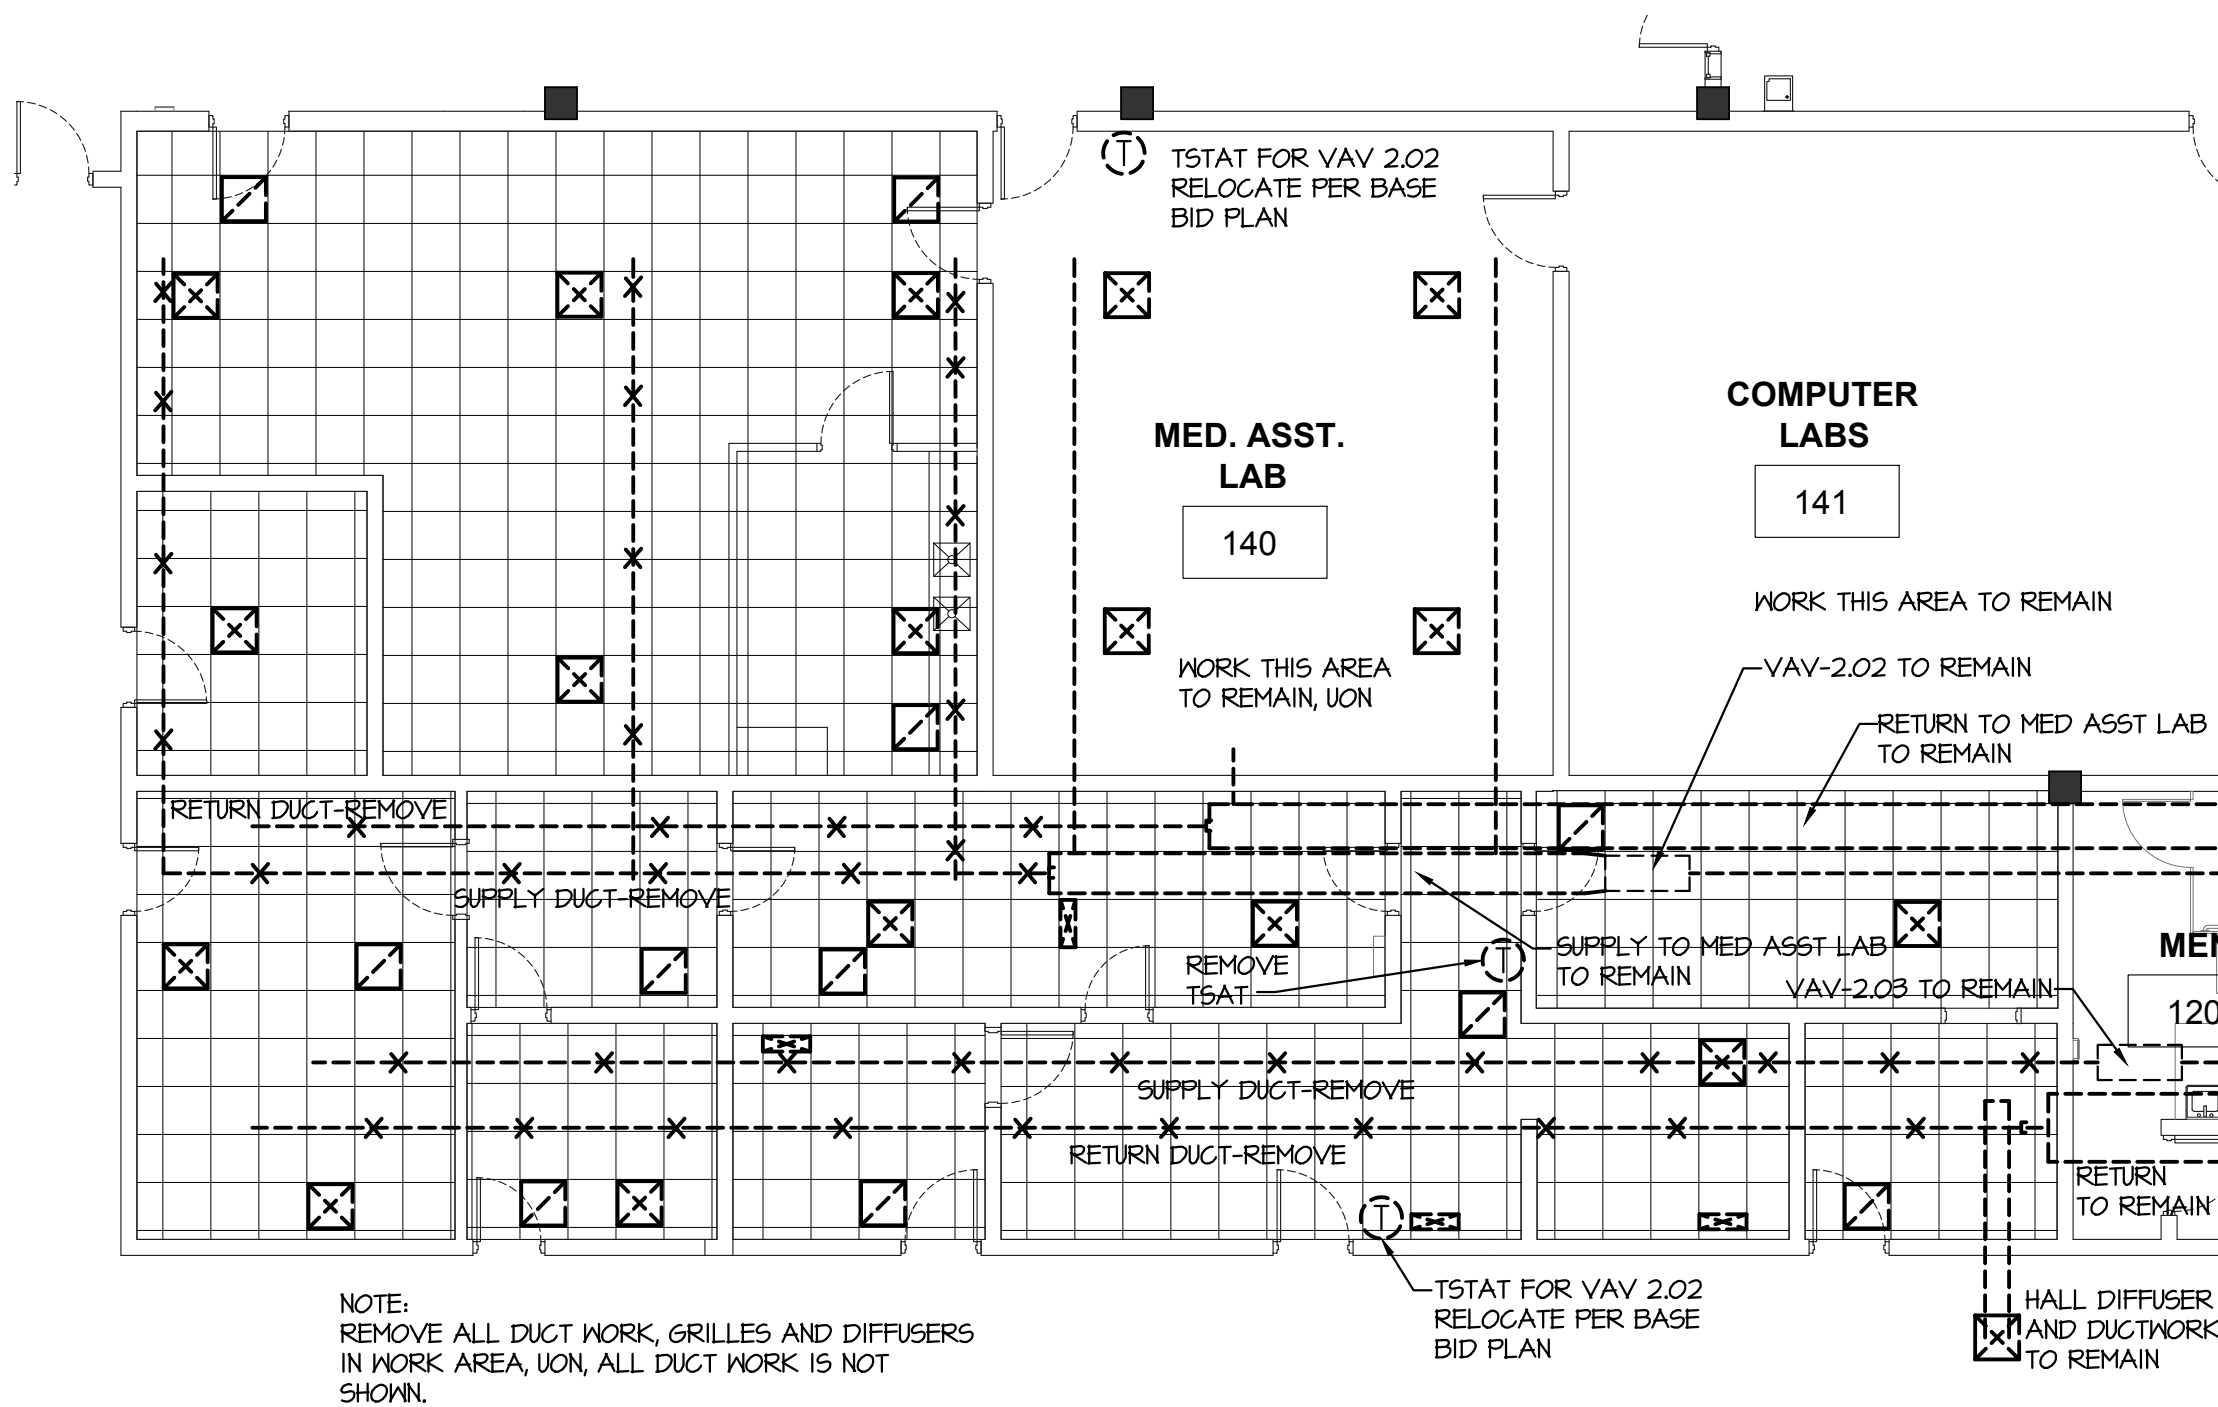 T
TSTAT FOR VAV 2.02
RELOCATE PER BASE
BID PLAN
COMPUTER
LABS
141
MED. ASST.
LAB
140
WORK THIS AREA TO REMAIN
WORK THIS AREA
TO REMAIN, UON
VAV-2.02 TO REMAIN
RETURN TO MED ASST LAB
TO REMAIN
RETURN DUCT-REMOVE
SUPPLY DUCT-REMOVE
REMOVE
TSAT
T
SUPPLY TO MED ASST LAB
TO REMAIN
VAV-2.03 TO REMAIN
MEN
120
SUPPLY DUCT-REMOVE
RETURN DUCT-REMOVE
RETURN
TO REMAIN
T
TSTAT FOR VAV 2.02
RELOCATE PER BASE
BID PLAN
HALL DIFFUSER
AND DUCTWORK
TO REMAIN
NOTE:
REMOVE ALL DUCT WORK, GRILLES AND DIFFUSERS
IN WORK AREA, UON, ALL DUCT WORK IS NOT
SHOWN.